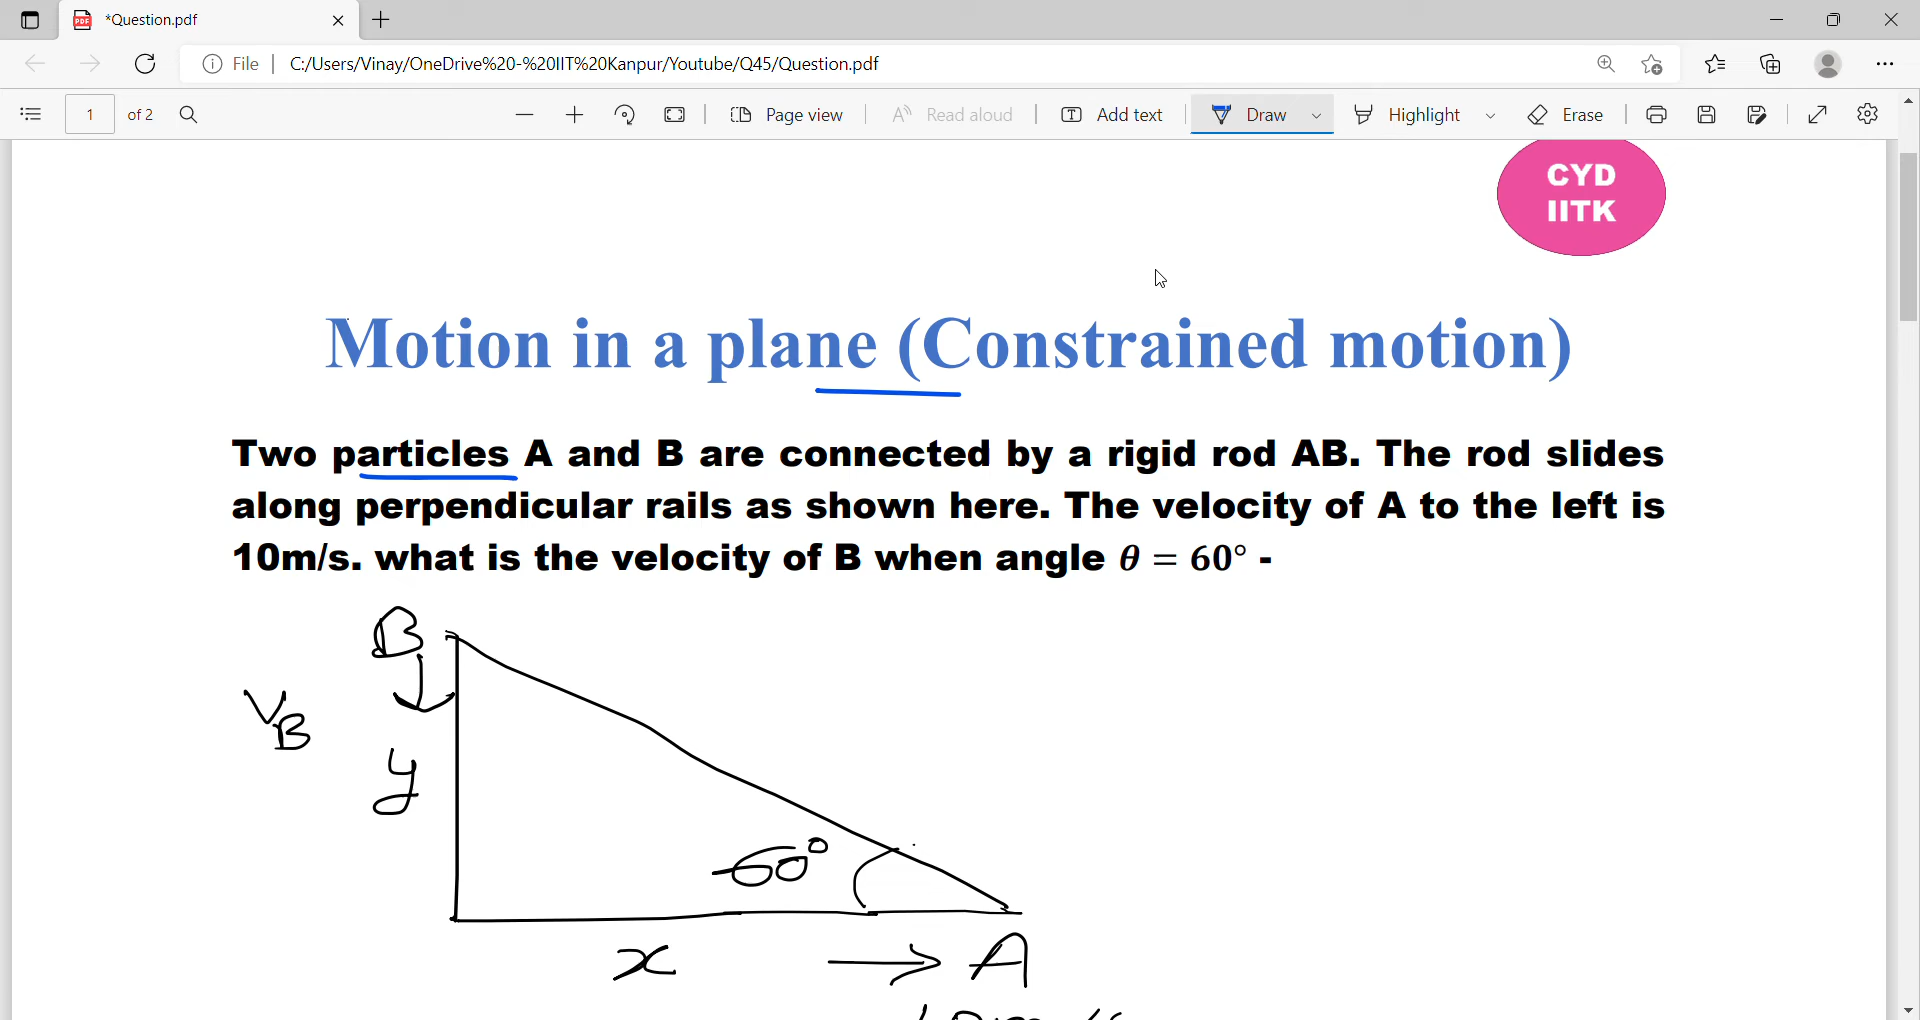 *Question.pdf
File | C:/Users/Vinay/OneDrive%20-%20IIT%20Kanpur/Youtube/Q45/Question.pdf
1 of 2 Page view Read aloud Add text Draw Highlight Erase
CYD
IITK
Motion in a plane (Constrained motion)
Two particles A and B are connected by a rigid rod AB. The rod slides
along perpendicular rails as shown here. The velocity of A to the left is
10m/s. what is the velocity of B when angle θ = 60° -
B
VB
y
60°
x → A